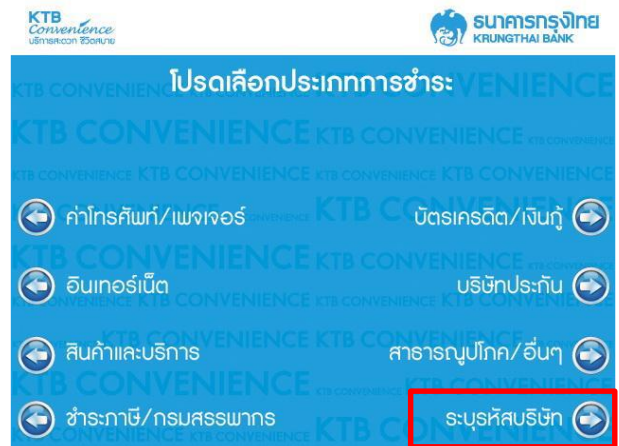 KTB
Convenience
บริการสะดวก ชีวิตสบาย
ธนาคารกรุงไทย
KRUNGTHAI BANK
โปรดเลือกประเภทการชำระ
KTB CONVENIENCE
ค่าโทรศัพท์/เพจเจอร์
บัตรเครดิต/เงินกู้
อินเทอร์เน็ต
บริษัทประกัน
สินค้าและบริการ
สาธารณูปโภค/อื่นๆ
ชำระภาษี/กรมสรรพากร
ระบุรหัสบริษัท